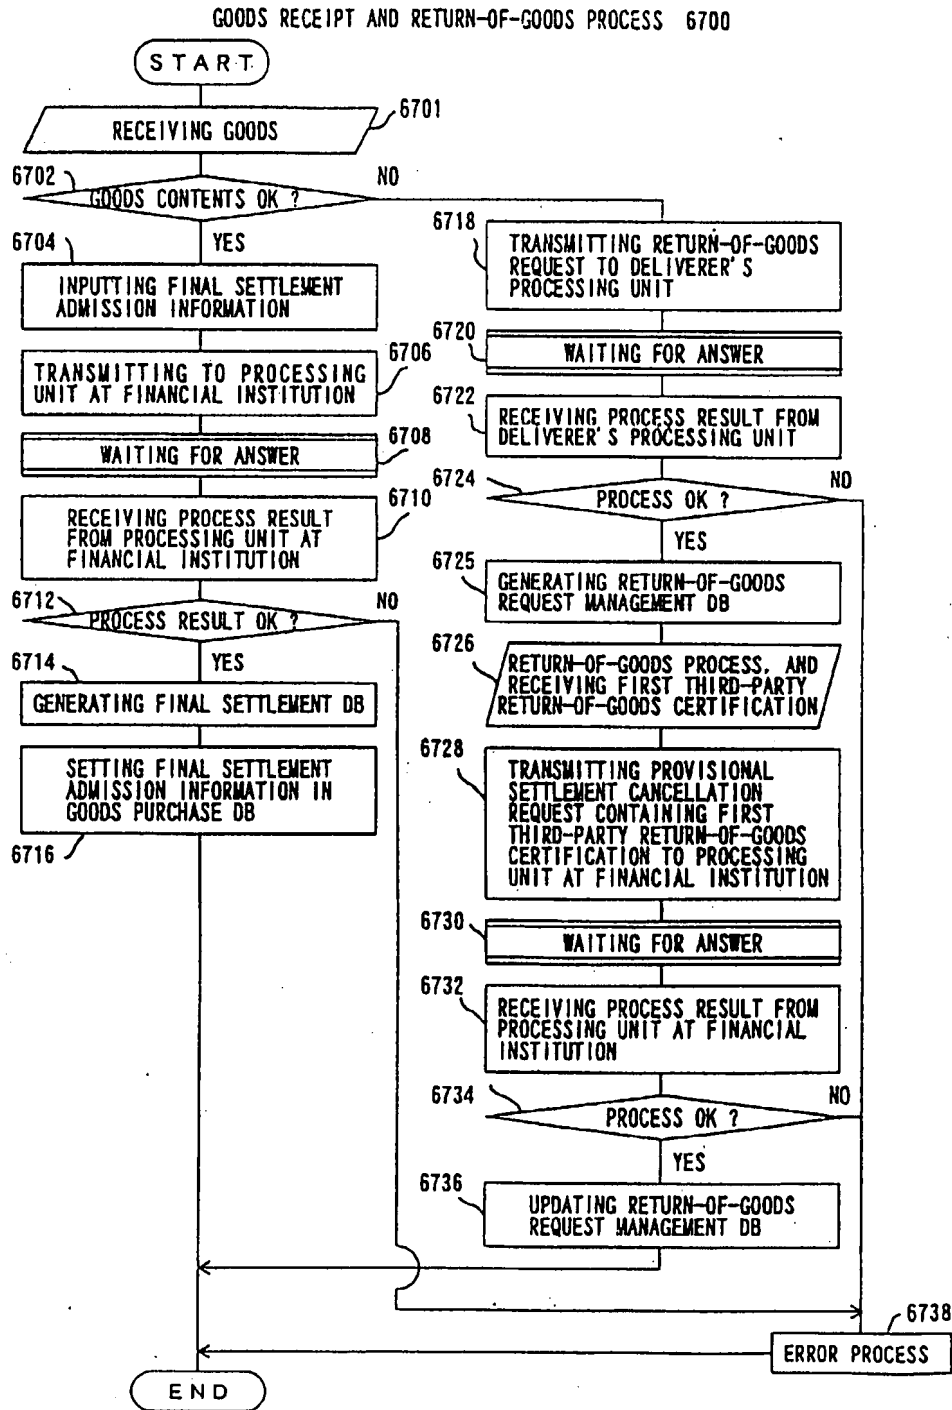 GOODS RECEIPT AND RETURN-OF-GOODS PROCESS 6700
START
6701
RECEIVING GOODS
6702
GOODS CONTENTS OK ?
NO
YES
6704
INPUTTING FINAL SETTLEMENT
ADMISSION INFORMATION
6706
TRANSMITTING TO PROCESSING
UNIT AT FINANCIAL INSTITUTION
6708
WAITING FOR ANSWER
6710
RECEIVING PROCESS RESULT
FROM PROCESSING UNIT AT
FINANCIAL INSTITUTION
6712
PROCESS RESULT OK ?
NO
YES
6714
GENERATING FINAL SETTLEMENT DB
SETTING FINAL SETTLEMENT
ADMISSION INFORMATION IN
GOODS PURCHASE DB
6716
6718
TRANSMITTING RETURN-OF-GOODS
REQUEST TO DELIVERER'S
PROCESSING UNIT
6720
WAITING FOR ANSWER
6722
RECEIVING PROCESS RESULT FROM
DELIVERER'S PROCESSING UNIT
6724
PROCESS OK ?
NO
YES
6725
GENERATING RETURN-OF-GOODS
REQUEST MANAGEMENT DB
6726
RETURN-OF-GOODS PROCESS. AND
RECEIVING FIRST THIRD-PARTY
RETURN-OF-GOODS CERTIFICATION
6728
TRANSMITTING PROVISIONAL
SETTLEMENT CANCELLATION
REQUEST CONTAINING FIRST
THIRD-PARTY RETURN-OF-GOODS
CERTIFICATION TO PROCESSING
UNIT AT FINANCIAL INSTITUTION
6730
WAITING FOR ANSWER
6732
RECEIVING PROCESS RESULT FROM
PROCESSING UNIT AT FINANCIAL
INSTITUTION
6734
PROCESS OK ?
NO
YES
6736
UPDATING RETURN-OF-GOODS
REQUEST MANAGEMENT DB
6738
ERROR PROCESS
END